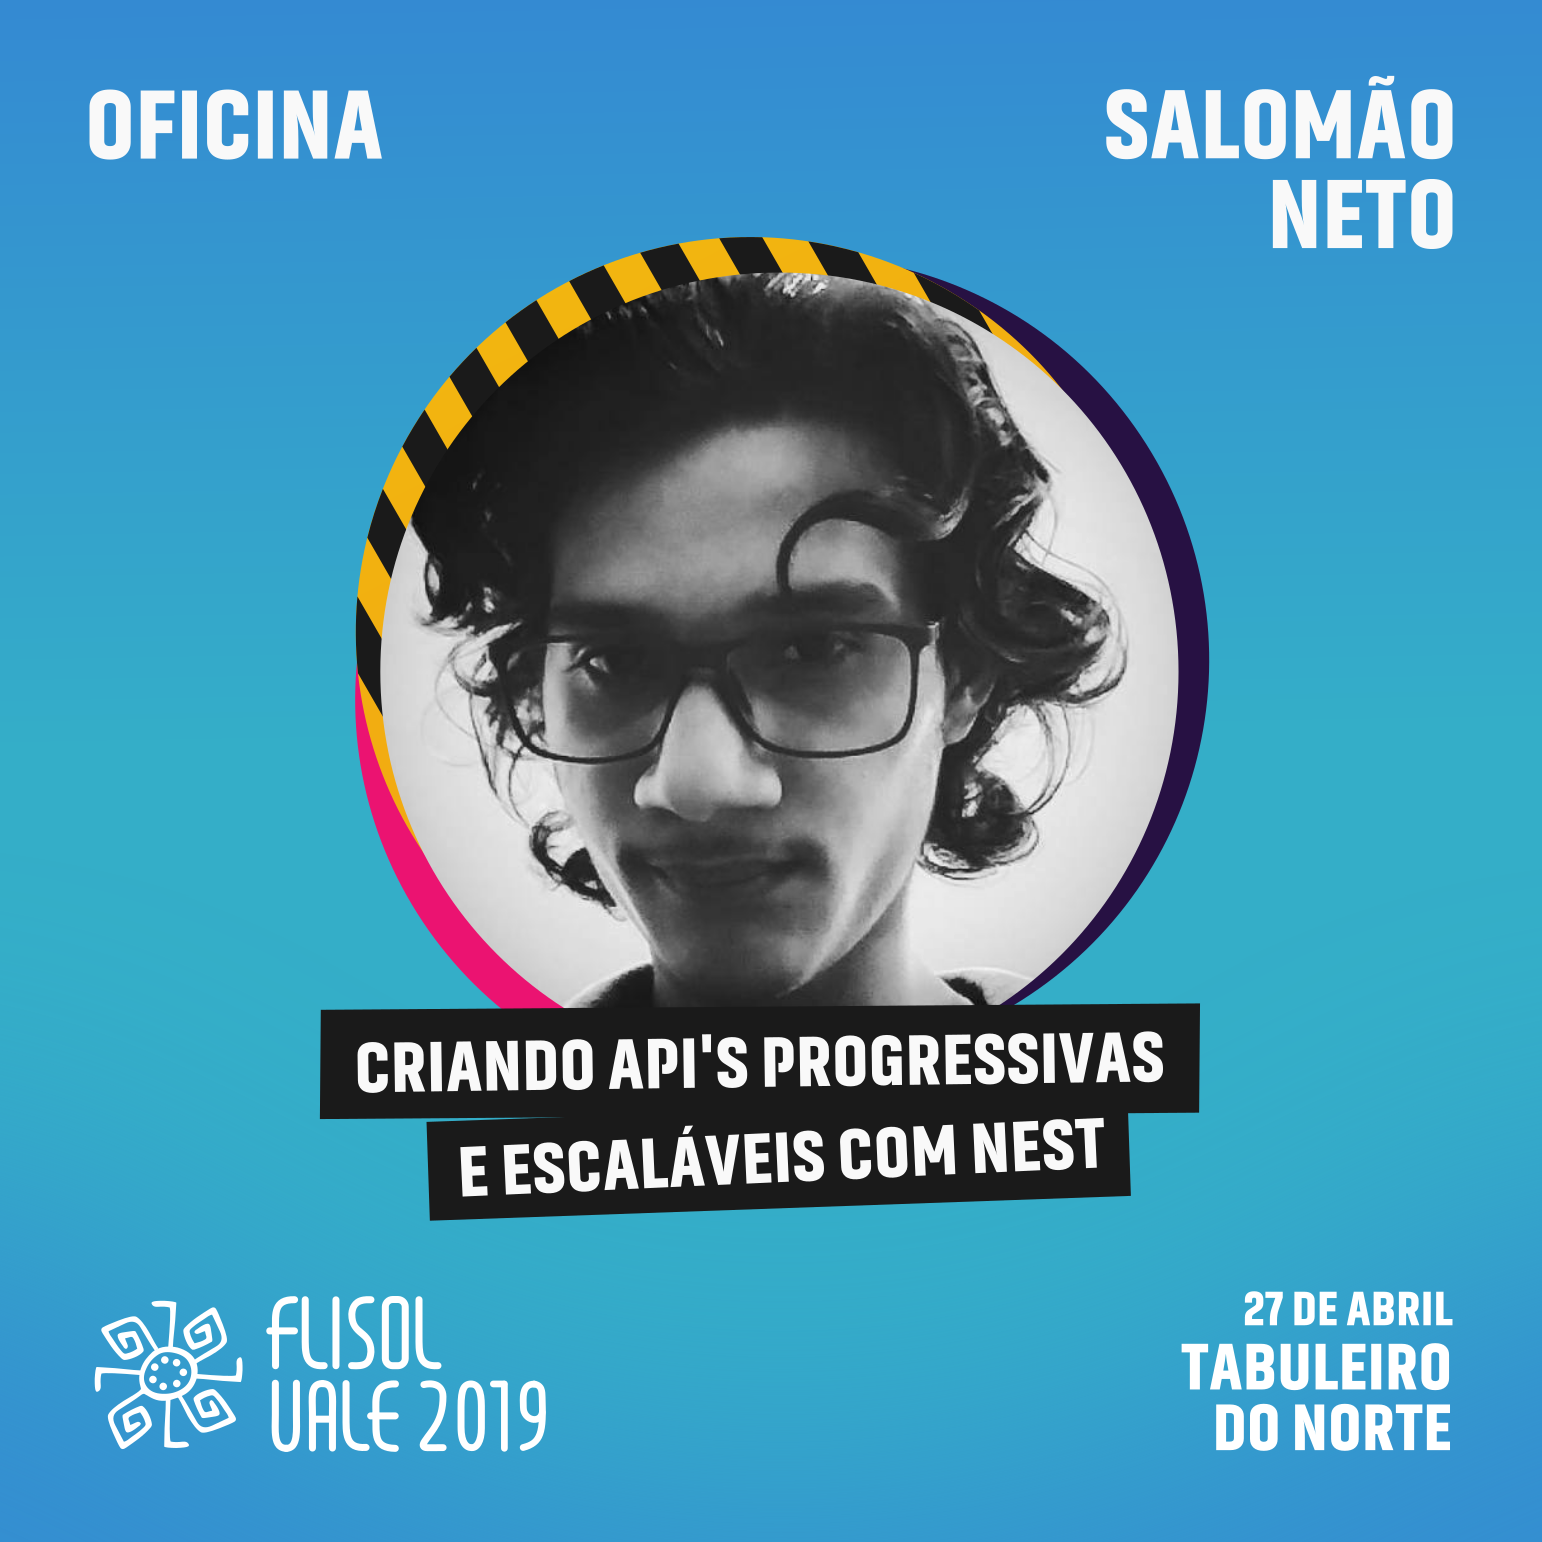 OFICINA
SALOMÃO
NETO
CRIANDO API'S PROGRESSIVAS
E ESCALÁVEIS COM NEST
FLISOL
VALE 2019
27 DE ABRIL
TABULEIRO
DO NORTE